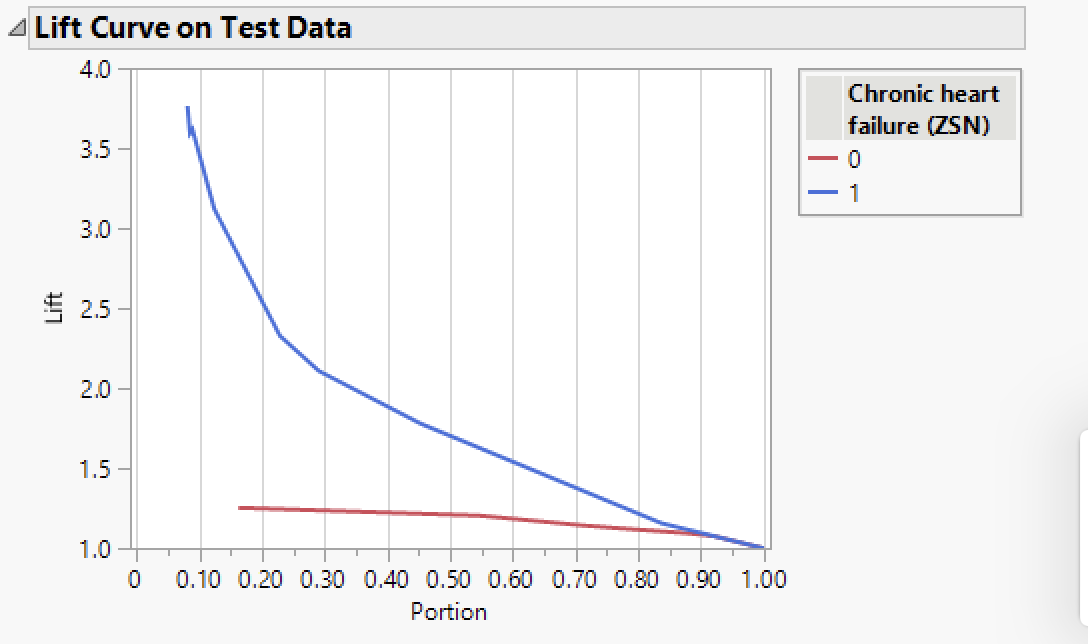 Lift Curve on Test Data
4.0
3.5
3.0
2.5
2.0
1.5
1.0
Lift
0 0.10 0.20 0.30 0.40 0.50 0.60 0.70 0.80 0.90 1.00
Portion
Chronic heart
failure (ZSN)
0
1